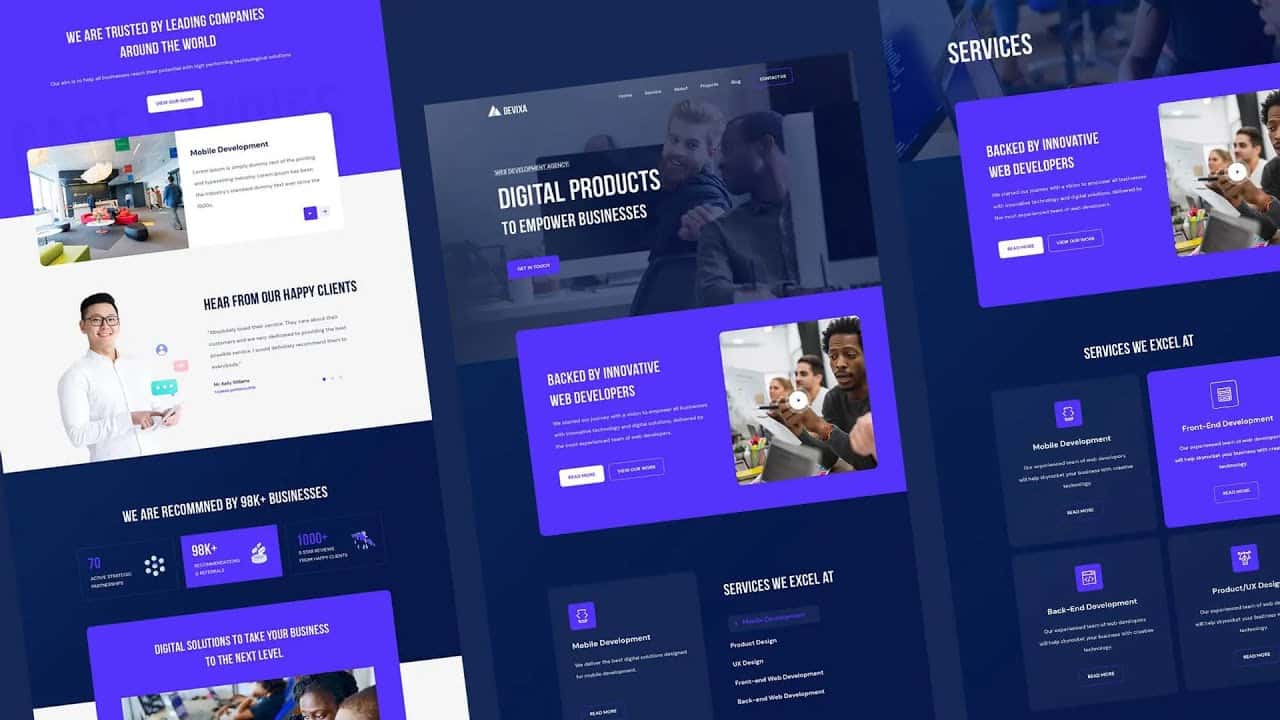 WE ARE TRUSTED BY LEADING COMPANIES
AROUND THE WORLD
Our aim is to help all businesses reach their potential with high performing technological solutions
VIEW OUR WORK
CASE STUDIES
Mobile Development
Lorem Ipsum is simply dummy text of the printing
and typesetting industry. Lorem Ipsum has been
the industry's standard dummy text ever since the
1500s,
HEAR FROM OUR HAPPY CLIENTS
"Absolutely loved their service. They care about their
customers and are very dedicated to providing the best
possible service. I would definitely recommend them to
everybody."
Mr. Kelly Williams
WE ARE RECOMMNED BY 98K+ BUSINESSES
70
ACTIVE STRATEGIC
PARTNERSHIPS
98K+
RECOMMENDATIONS
& REFERRALS
1000+
5 STAR REVIEWS
FROM HAPPY CLIENTS
DIGITAL SOLUTIONS TO TAKE YOUR BUSINESS
TO THE NEXT LEVEL
DEVIXA
Home
Service
About
Projects
Blog
CONTACT US
WEB DEVELOPMENT AGENCY
DIGITAL PRODUCTS
TO EMPOWER BUSINESSES
GET IN TOUCH
BACKED BY INNOVATIVE
WEB DEVELOPERS
We started our journey with a vision to empower all businesses
with innovative technology and digital solutions, delivered by
the most experienced team of web developers.
READ MORE
VIEW OUR WORK
Mobile Development
We deliver the best digital solutions designed
for mobile development.
READ MORE
SERVICES WE EXCEL AT
Mobile Development
Product Design
UX Design
Front-end Web Development
Back-end Web Development
SERVICES
BACKED BY INNOVATIVE
WEB DEVELOPERS
We started our journey with a vision to empower all businesses
with innovative technology and digital solutions, delivered by
the most experienced team of web developers.
READ MORE
VIEW OUR WORK
SERVICES WE EXCEL AT
Mobile Development
Our experienced team of web developers
will help skyrocket your business with creative
technology.
READ MORE
Front-End Development
Our experienced team of web developers
will help skyrocket your business with creative
technology.
READ MORE
Back-End Development
Our experienced team of web developers
will help skyrocket your business with creative
technology.
READ MORE
Product/UX Design
Our experienced team of web
will help skyrocket your business with
technology.
READ MORE